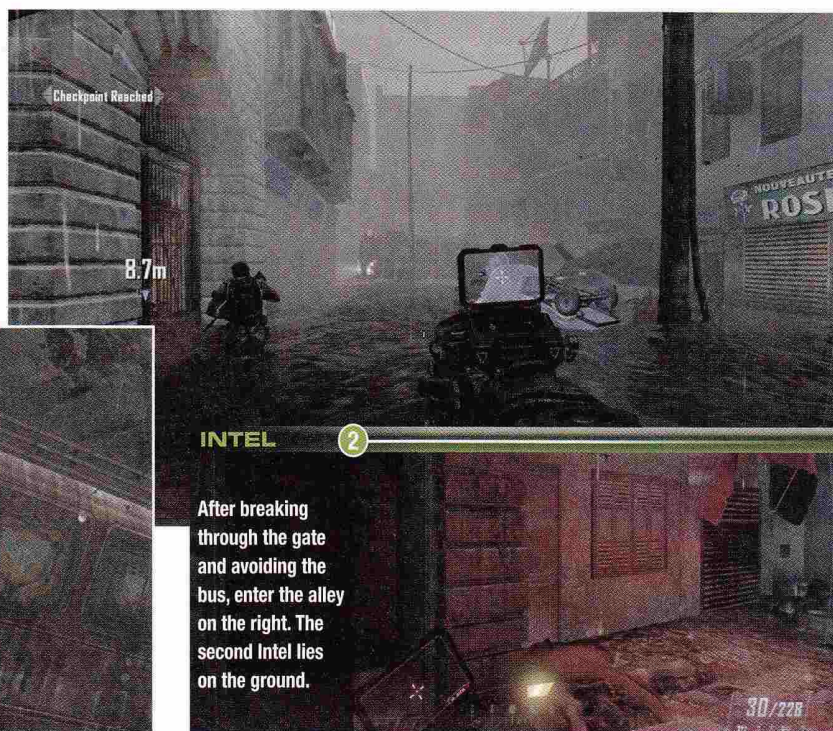 Checkpoint Reached
8.7m
NOUVEAUTE
ROS
INTEL 2
After breaking
through the gate
and avoiding the
bus, enter the alley
on the right. The
second Intel lies
on the ground.
30/228